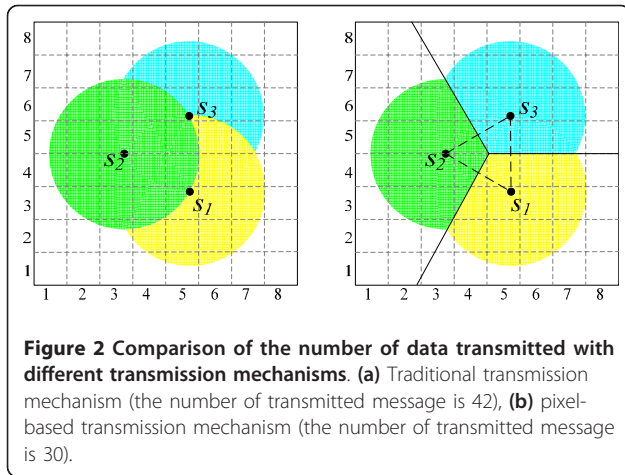 8
7
6
5
4
3
2
1
S3
S2
S1
1 2 3 4 5 6 7 8
8
7
6
5
4
3
2
1
S3
S2
S1
1 2 3 4 5 6 7 8
Figure 2 Comparison of the number of data transmitted with
different transmission mechanisms. (a) Traditional transmission
mechanism (the number of transmitted message is 42), (b) pixel-
based transmission mechanism (the number of transmitted message
is 30).